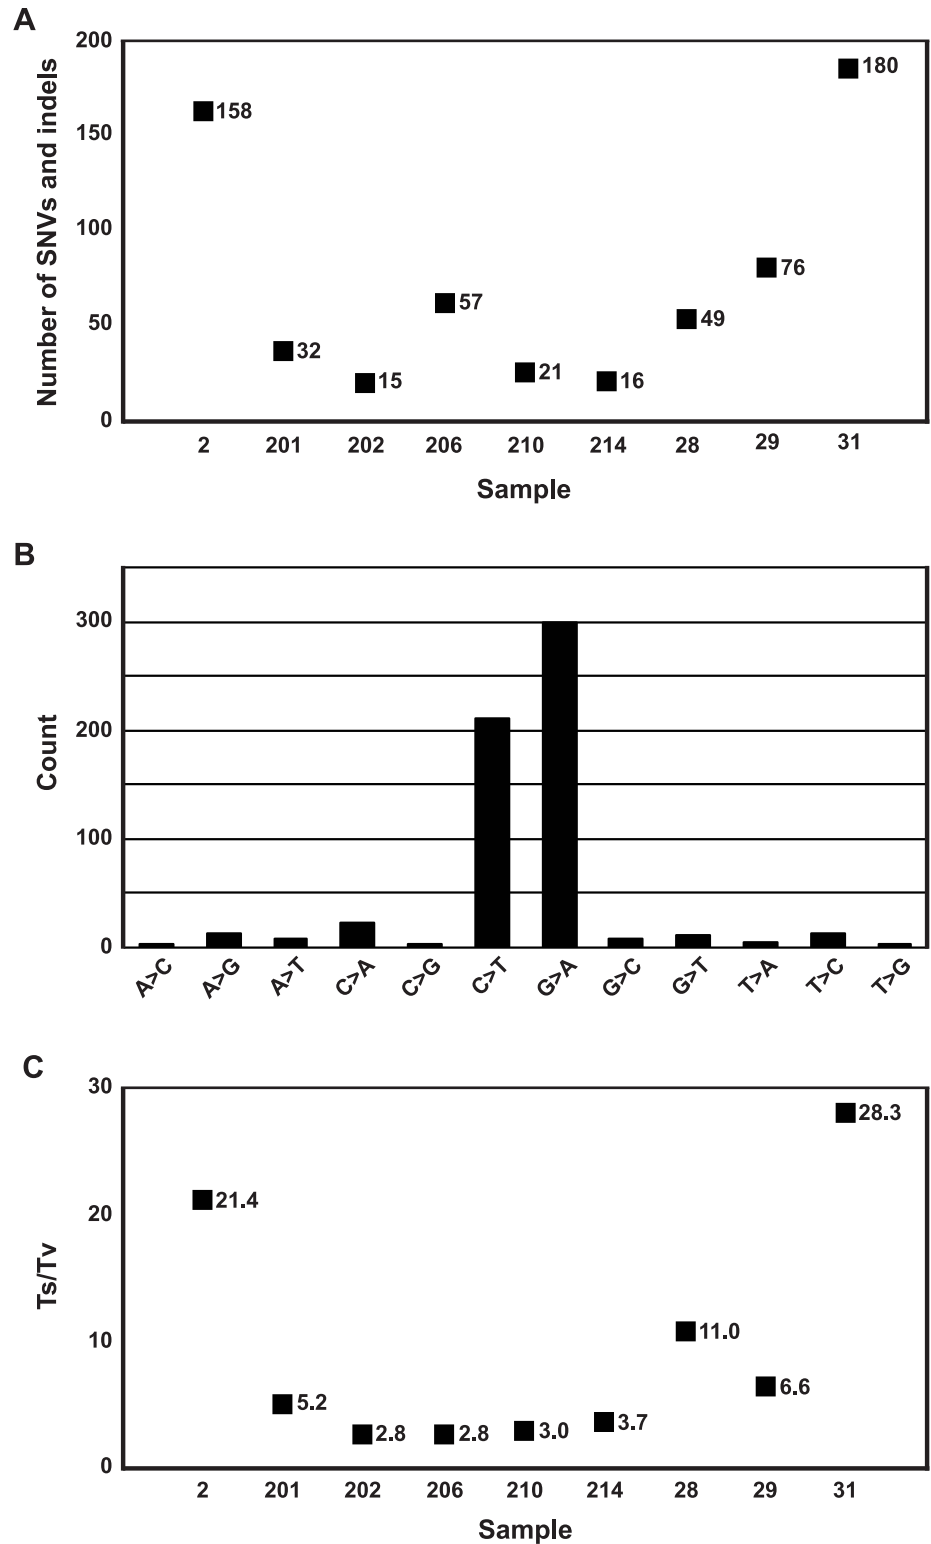 A
Number of SNVs and indels
200
150
100
50
0
158
32
15
57
21
16
49
76
180
2 201 202 206 210 214 28 29 31
Sample
B
Count
300
200
100
0
A>C A>G A>T C>A C>G C>T G>A G>C G>T T>A T>C T>G
C
Ts/Tv
30
20
10
0
21.4
5.2
2.8
2.8
3.0
3.7
11.0
6.6
28.3
2 201 202 206 210 214 28 29 31
Sample